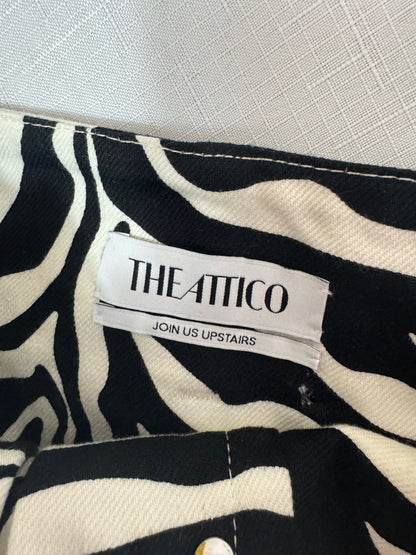 THE ATTICO
JOIN US UPSTAIRS